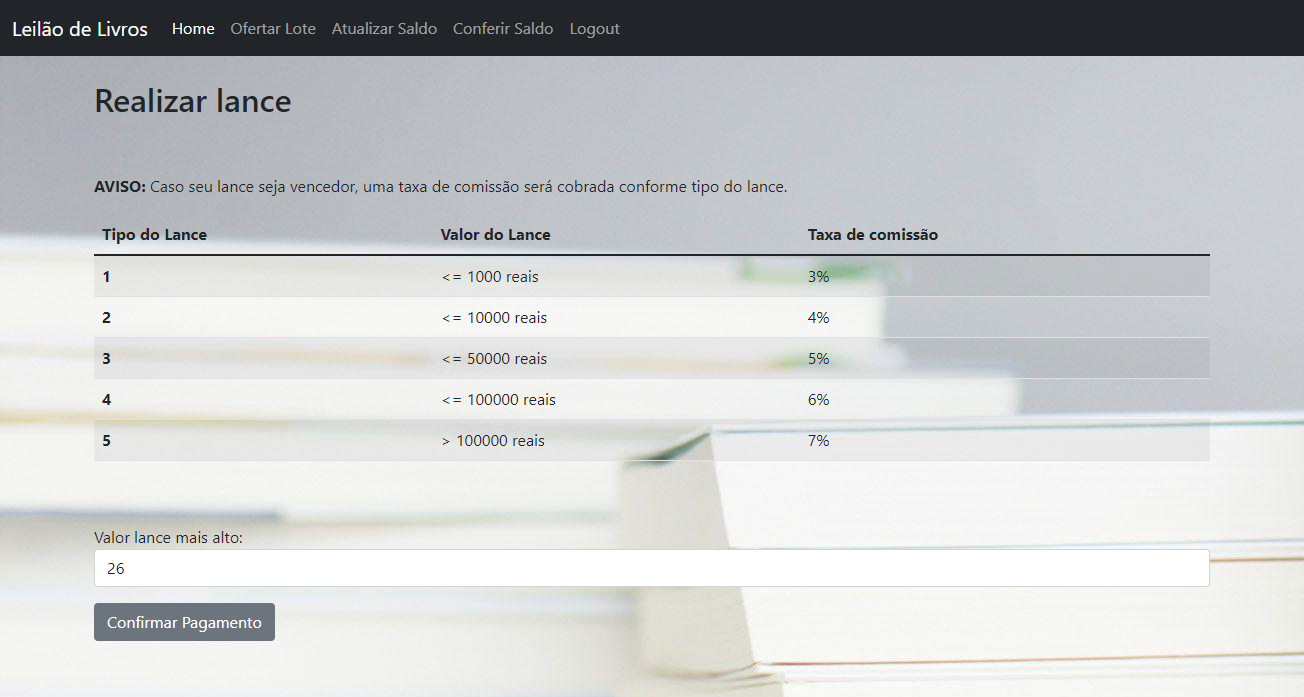 Leilão de Livros Home Ofertar Lote Atualizar Saldo Conferir Saldo Logout
Realizar lance
AVISO: Caso seu lance seja vencedor, uma taxa de comissão será cobrada conforme tipo do lance.
Tipo do Lance Valor do Lance Taxa de comissão
1 <= 1000 reais 3%
2 <= 10000 reais 4%
3 <= 50000 reais 5%
4 <= 100000 reais 6%
5 > 100000 reais 7%
Valor lance mais alto:
26
Confirmar Pagamento